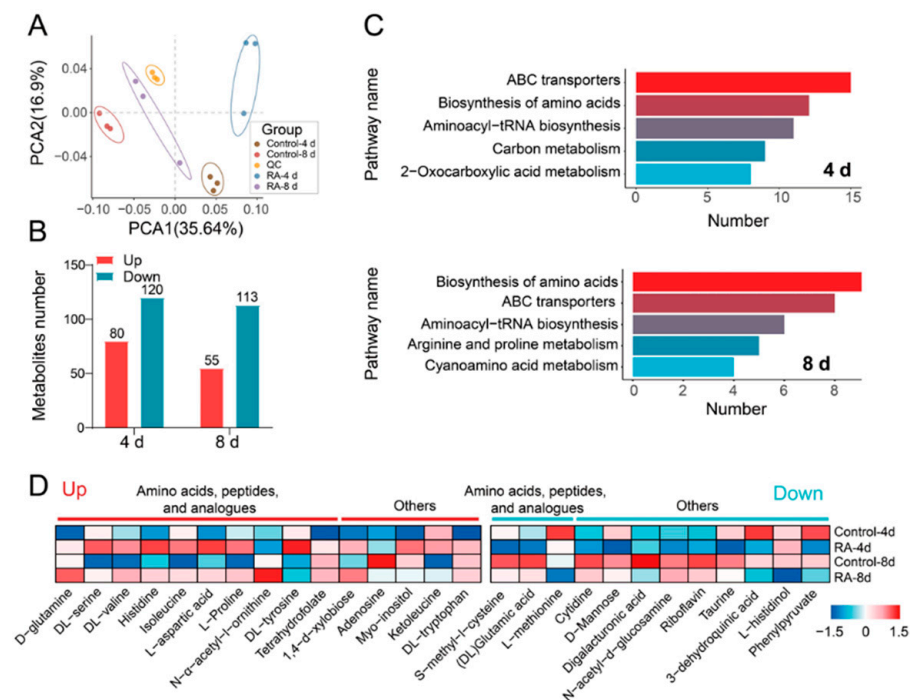 A
PCA2(16.9%)
0.04
0.00
−0.04
−0.10
−0.05
0.00
0.05
0.10
PCA1(35.64%)
Group
Control-4 d
Control-8 d
QC
RA-4 d
RA-8 d
B
Metabolites number
Up
Down
150
100
50
0
80
120
55
113
4 d
8 d
C
Pathway name
ABC transporters
Biosynthesis of amino acids
Aminoacyl−tRNA biosynthesis
Carbon metabolism
2−Oxocarboxylic acid metabolism
4 d
0
5
10
15
Number
Pathway name
Biosynthesis of amino acids
ABC transporters
Aminoacyl−tRNA biosynthesis
Arginine and proline metabolism
Cyanoamino acid metabolism
8 d
0
2
4
6
8
Number
D
Up
Amino acids, peptides,
and analogues
Others
Amino acids, peptides,
and analogues
Others
Down
Control-4d
RA-4d
Control-8d
RA-8d
D-glutamine
DL-serine
DL-valine
Histidine
Isoleucine
L-aspartic acid
L-Proline
N-α-acetyl-l-ornithine
DL-tyrosine
Tetrahydrofolate
1,4-d-xylobiose
Adenosine
Myo-inositol
Ketoleucine
DL-tryptophan
S-methyl-l-cysteine
(DL)Glutamic acid
L-methionine
Cytidine
D-Mannose
Digalacturonic acid
N-acetyl-d-glucosamine
Riboflavin
Taurine
3-dehydroquinic acid
L-histidinol
Phenylpyruvate
−1.5
0
1.5